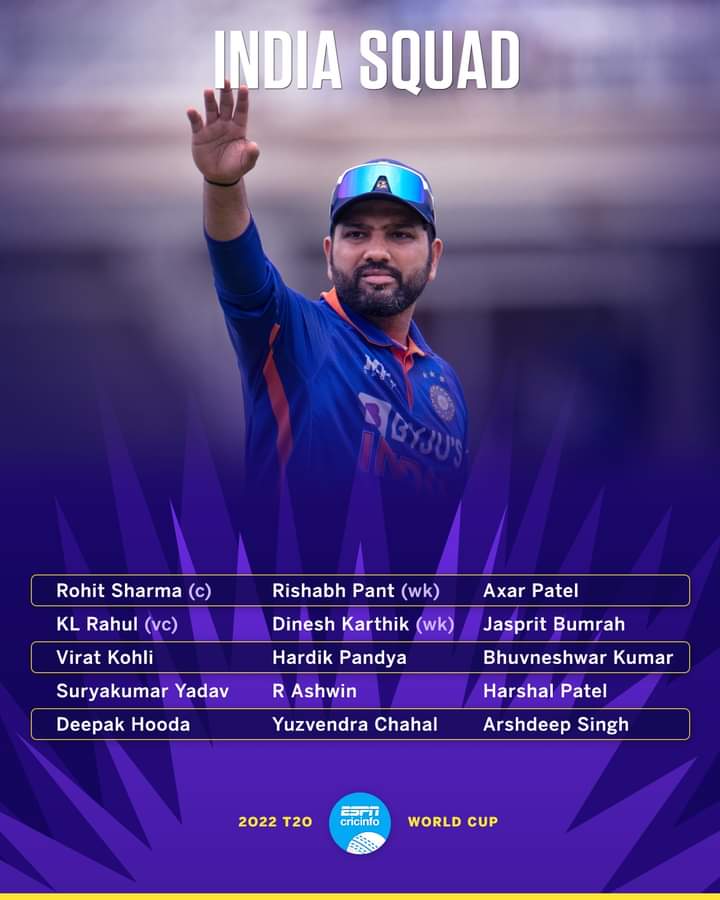 INDIA SQUAD
BYJU'S
Rohit Sharma (c) Rishabh Pant (wk) Axar Patel
KL Rahul (vc) Dinesh Karthik (wk) Jasprit Bumrah
Virat Kohli Hardik Pandya Bhuvneshwar Kumar
Suryakumar Yadav R Ashwin Harshal Patel
Deepak Hooda Yuzvendra Chahal Arshdeep Singh
2022 T20 ESPN cricinfo WORLD CUP